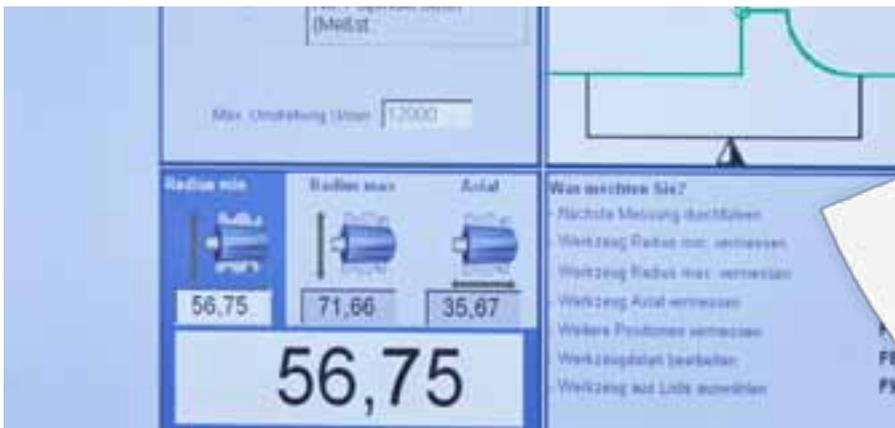 (Meßst.
Max. Umdrehung U/min 12000
Radius min Radius max Axial
56,75 71,66 35,67
56,75
Was möchten Sie?
- Nächste Messung durchführen
- Werkzeug Radius min. vermessen
- Werkzeug Radius max. vermessen
- Werkzeug Axial vermessen
- Weitere Positionen vermessen
- Werkzeugdaten bearbeiten
- Werkzeug aus Liste auswählen